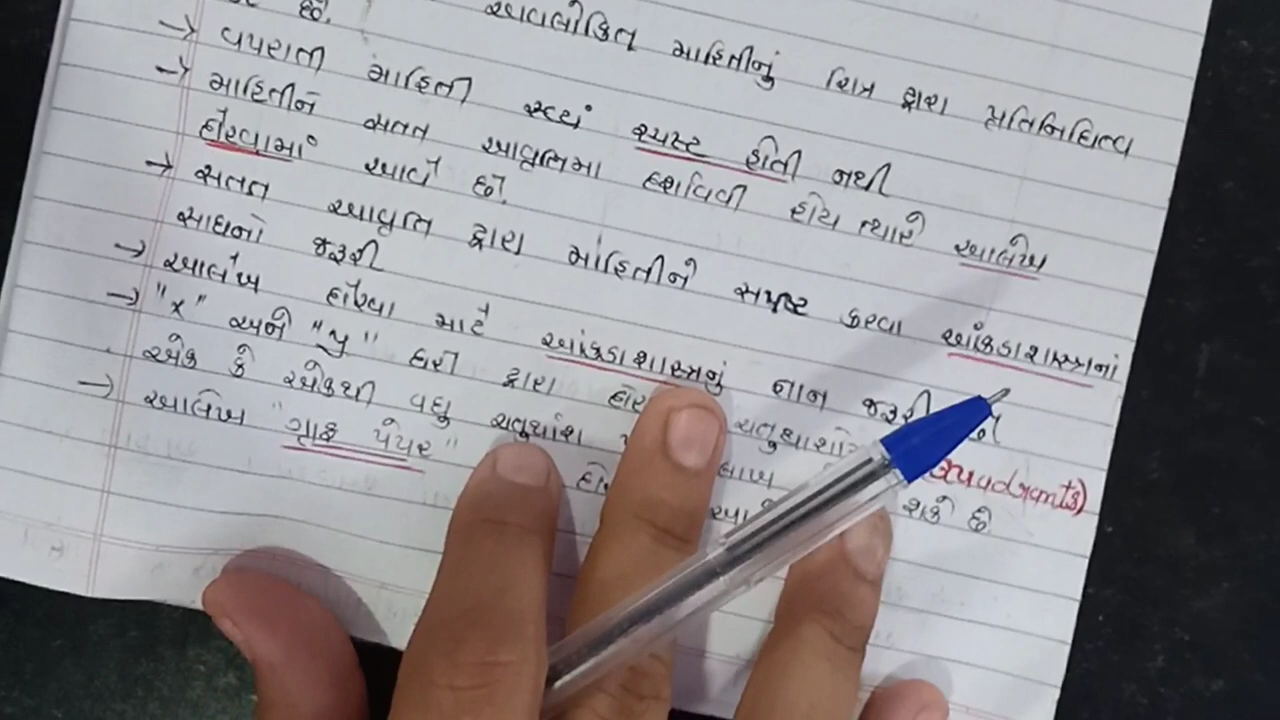 છે. અવલોકિત માહિતીનું ચિત્ર દ્વારા પ્રતિનિધિત્વ
→ વપરાતી માહિતી સ્વયં સ્પષ્ટ હોતી નથી
→ માહિતીને સતત આવૃત્તિમા દર્શાવેલી હોય ત્યારે આલેખ
દોરવામાં આવે છે.
→ સતત આવૃત્તિ દ્વારા માહિતીને સ્પષ્ટ કરવા આંકડાશાસ્ત્રનાં
સાધનો જરૂરી
→ આલેખ દોરવા માટે આંકડાશાસ્ત્રનું જ્ઞાન જરૂરી છે
→ "x" અને "y" ધરી દ્વારા ચતુર્થાંશો Quadrants)
એક કે એકથી વધુ ચતુર્થાંશ શકે છે
→ આલેખ "ગ્રાફ પેપર"